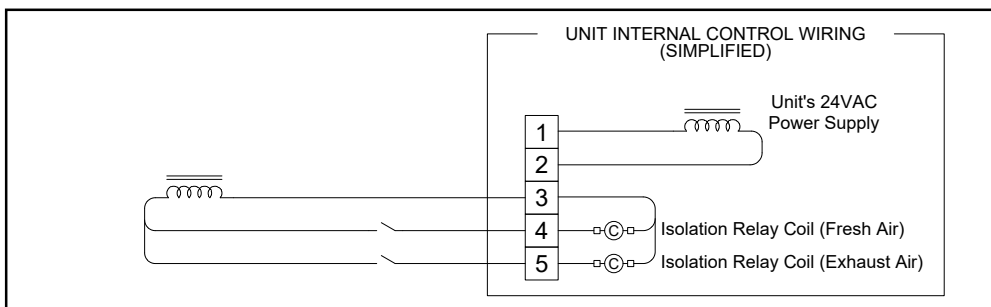 UNIT INTERNAL CONTROL WIRING
(SIMPLIFIED)
Unit's 24VAC
Power Supply
1
2
3
4
Isolation Relay Coil (Fresh Air)
C
5
Isolation Relay Coil (Exhaust Air)
C